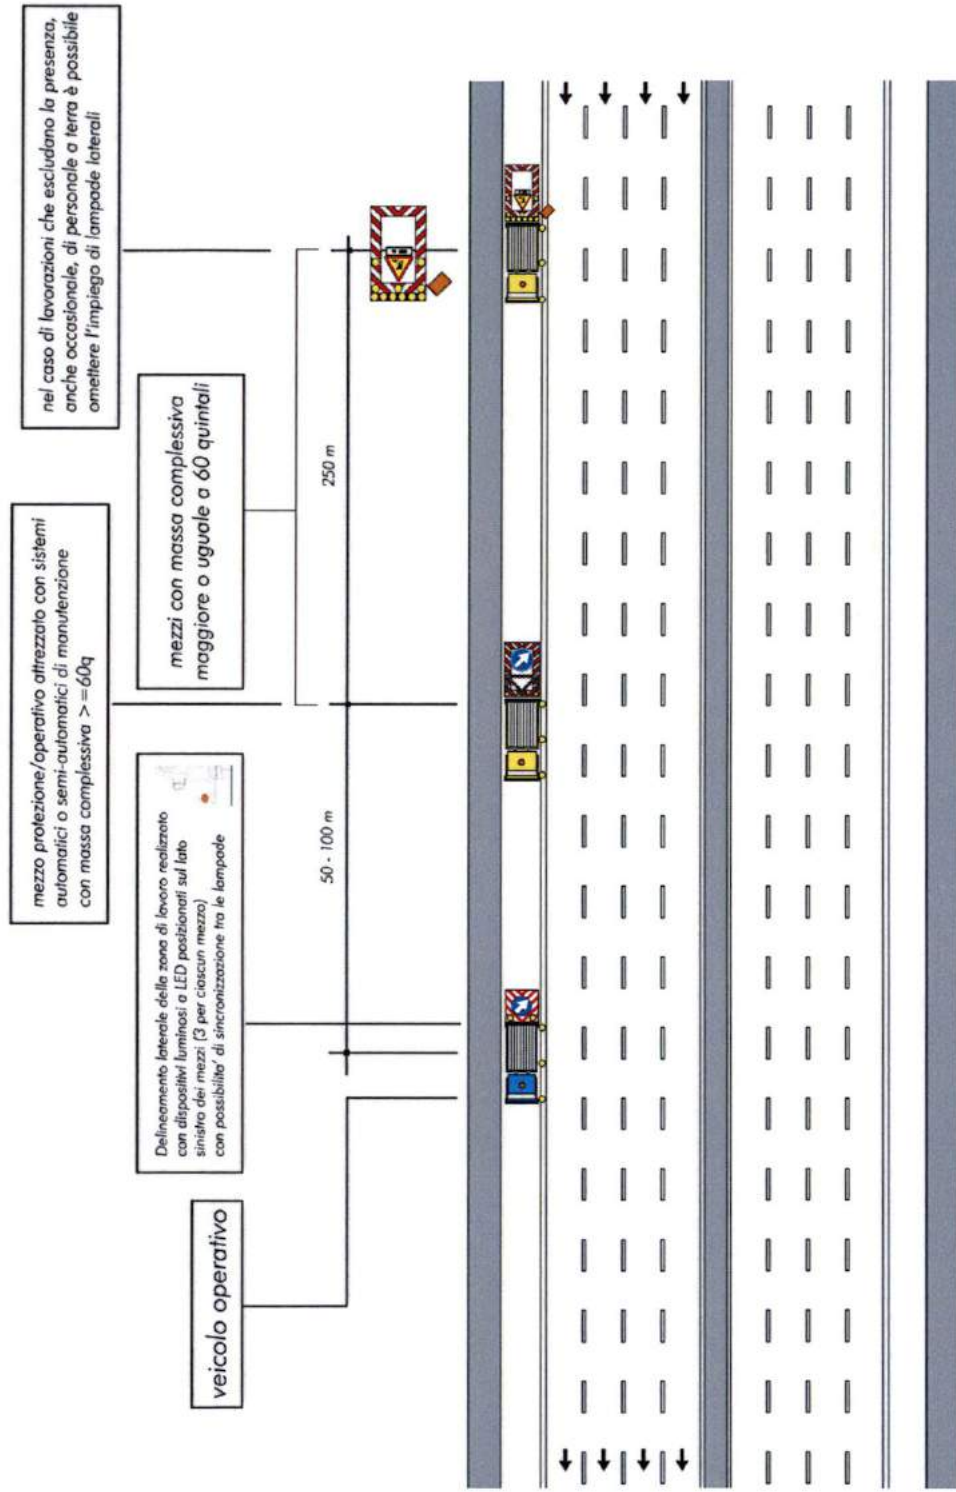 nel caso di lavorazioni che escludano la presenza,
anche occasionale, di personale a terra è possibile
omettere l'impiego di lampade laterali
mezzo protezione/operativo attrezzato con sistemi
automatici o semi-automatici di manutenzione
con massa complessiva >=60q
mezzi con massa complessiva
maggiore o uguale a 60 quintali
Delineamento laterale della zona di lavoro realizzato
con dispositivi luminosi a LED posizionati sul lato
sinistro dei mezzi (3 per ciascun mezzo)
con possibilita' di sincronizzazione tra le lampade
veicolo operativo
250 m
50 - 100 m